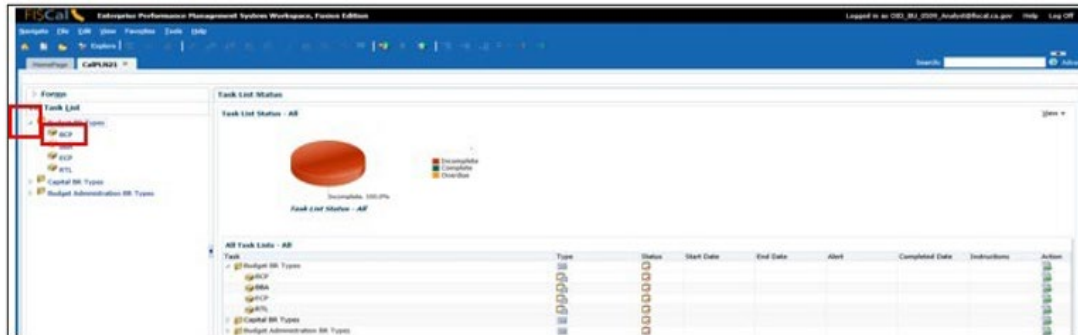 FISCal Enterprise Performance Management System Workspace, Fusion Edition Logged in as OID_BU_0509_Analyst@fiscal.ca.gov Help Log Off
Navigate File Edit View Favorites Tools Help
Explore
HomePage CalPLN21 Search:
Forms
Task List
Budget BR Types
BCP
BBA
ECP
RTL
Capital BR Types
Budget Administration BR Types
Task List Status
Task List Status - All View
Incomplete
Complete
Overdue
Incomplete, 100.0%
Task List Status - All
All Task Lists - All
Task Type Status Start Date End Date Alert Completed Date Instructions Action
Budget BR Types
BCP
BBA
ECP
RTL
Capital BR Types
Budget Administration BR Types